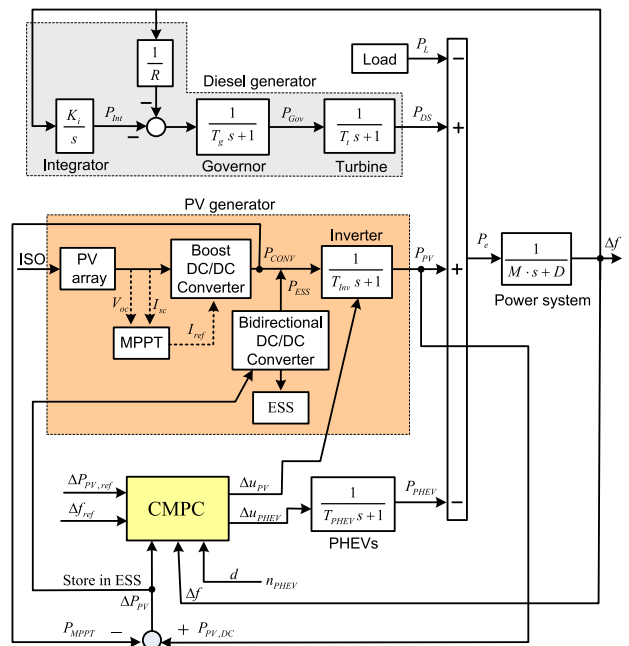 Load
P_L
−
1
R
Diesel generator
−
K_i
s
P_Int
−
1
T_g s+1
P_Gov
1
T_t s+1
P_DS
+
Integrator
Governor
Turbine
PV generator
ISO
PV
array
Boost
DC/DC
Converter
P_CONV
Inverter
1
T_Inv s+1
P_PV
+
P_e
1
M · s+D
Δf
Power system
V_oc
I_sc
I_ref
P_ESS
MPPT
Bidirectional
DC/DC
Converter
ESS
ΔP_PV,ref
Δf_ref
CMPC
Δu_PV
Δu_PHEV
1
T_PHEV s+1
P_PHEV
−
PHEVs
Store in ESS
Δf
d
n_PHEV
ΔP_PV
P_MPPT
−
+
P_PV,DC